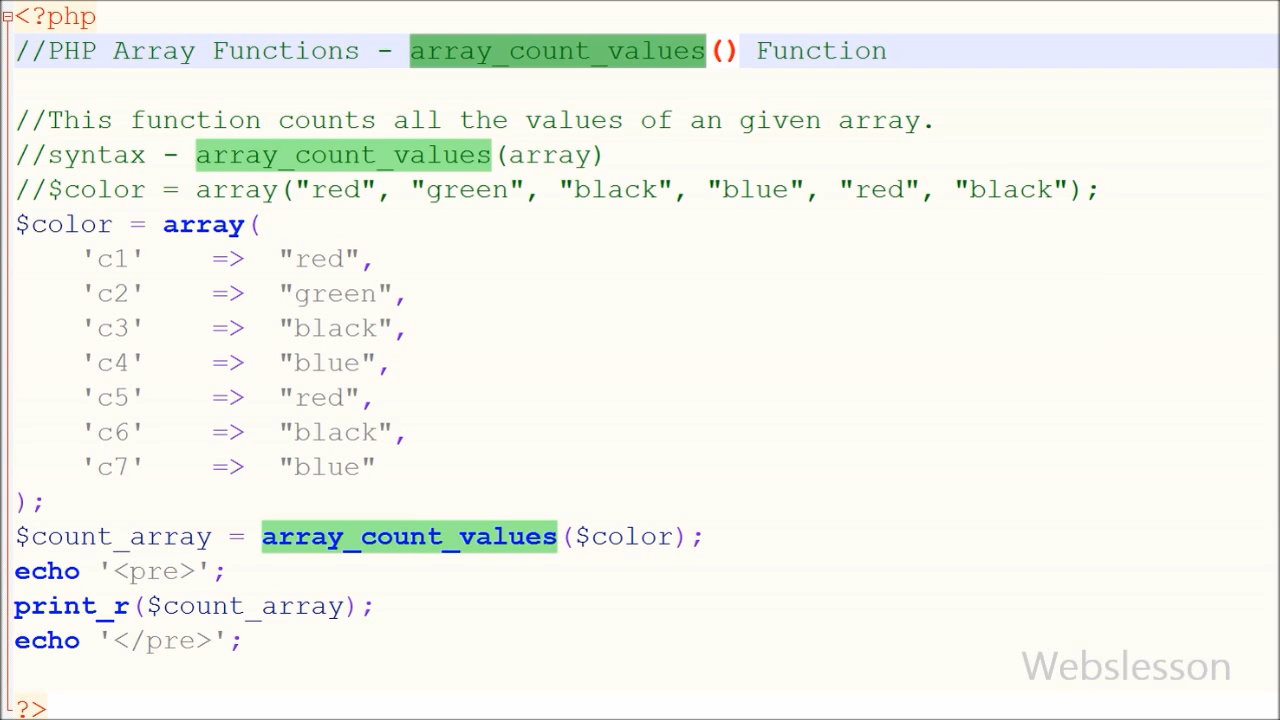 <?php
//PHP Array Functions - array_count_values() Function
//This function counts all the values of an given array.
//syntax - array_count_values(array)
//$color = array("red", "green", "black", "blue", "red", "black");
$color = array(
    'c1'    =>  "red",
    'c2'    =>  "green",
    'c3'    =>  "black",
    'c4'    =>  "blue",
    'c5'    =>  "red",
    'c6'    =>  "black",
    'c7'    =>  "blue"
);
$count_array = array_count_values($color);
echo '<pre>';
print_r($count_array);
echo '</pre>';
Webslesson
?>